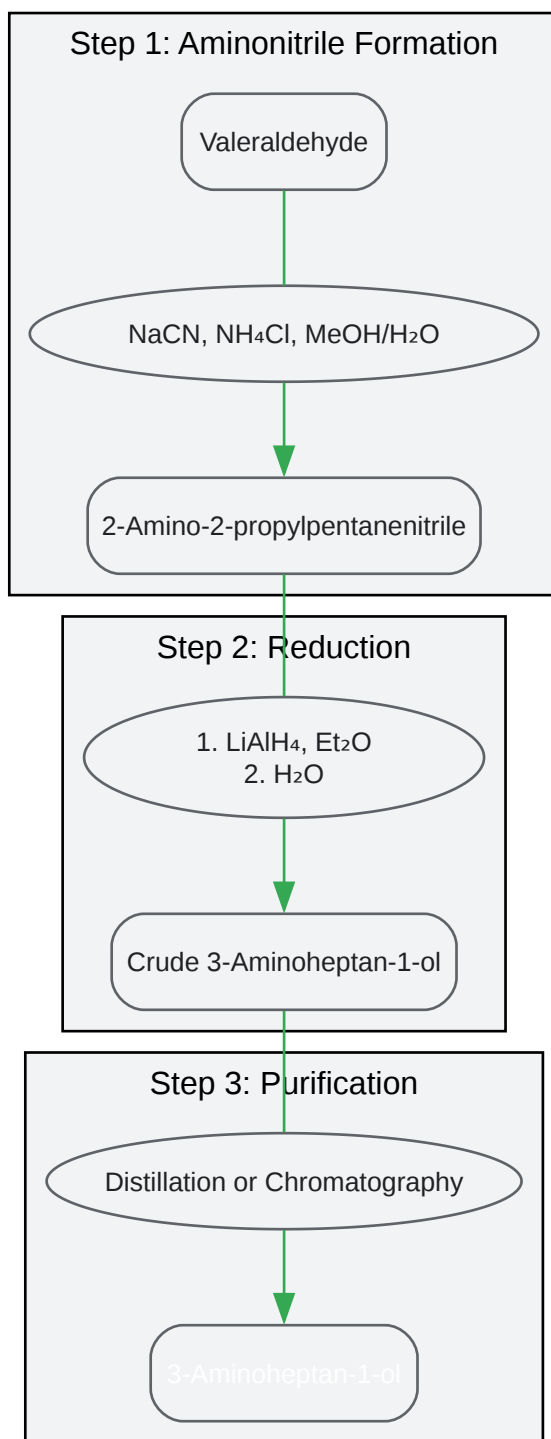 Step 1: Aminonitrile Formation
Valeraldehyde
NaCN, NH₄Cl, MeOH/H₂O
2-Amino-2-propylpentanenitrile
Step 2: Reduction
1. LiAlH₄, Et₂O
2. H₂O
Crude 3-Aminoheptan-1-ol
Step 3: Purification
Distillation or Chromatography
3-Aminoheptan-1-ol